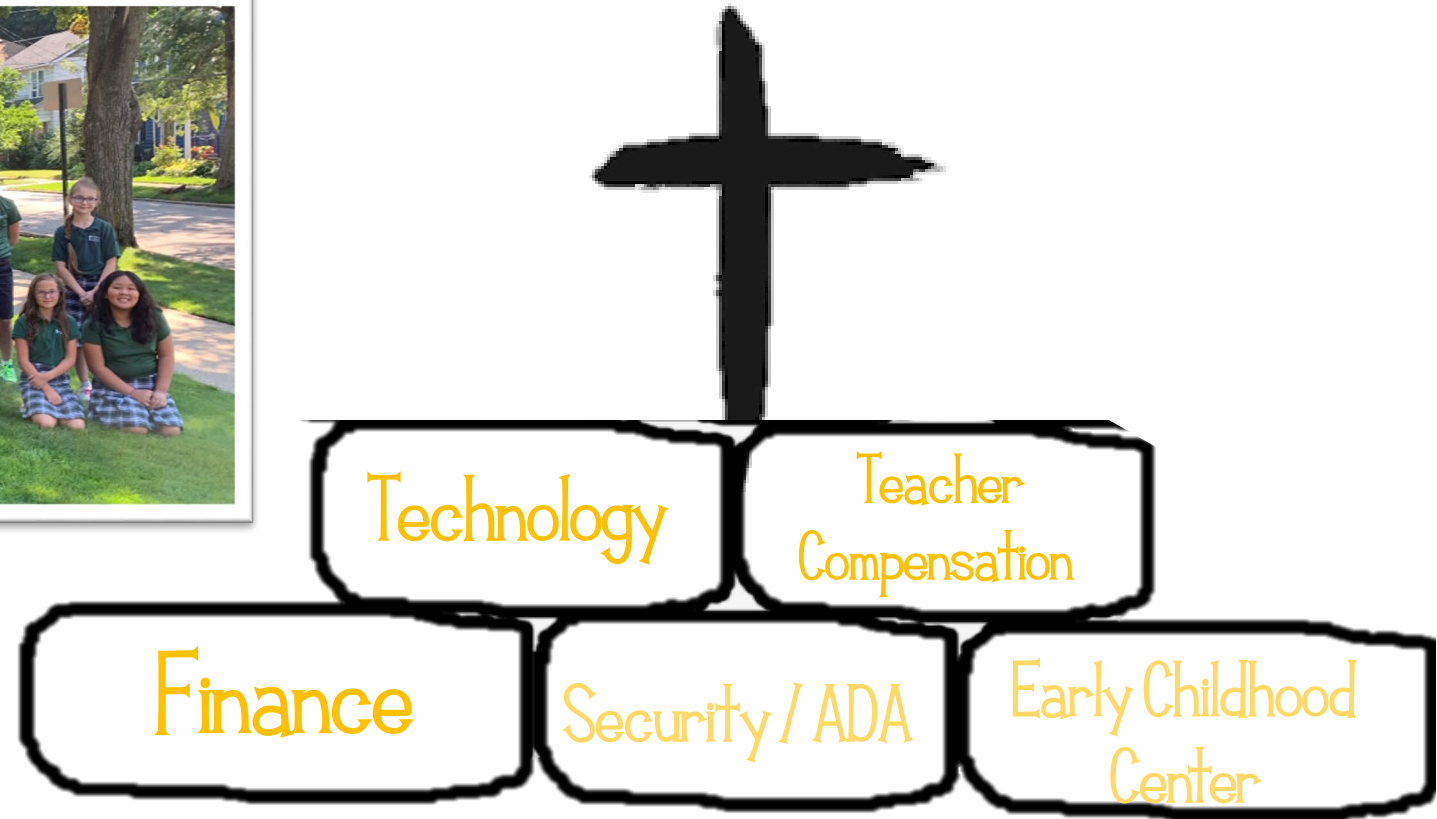 Technology
Teacher
Compensation
Finance
Security / ADA
Early Childhood
Center